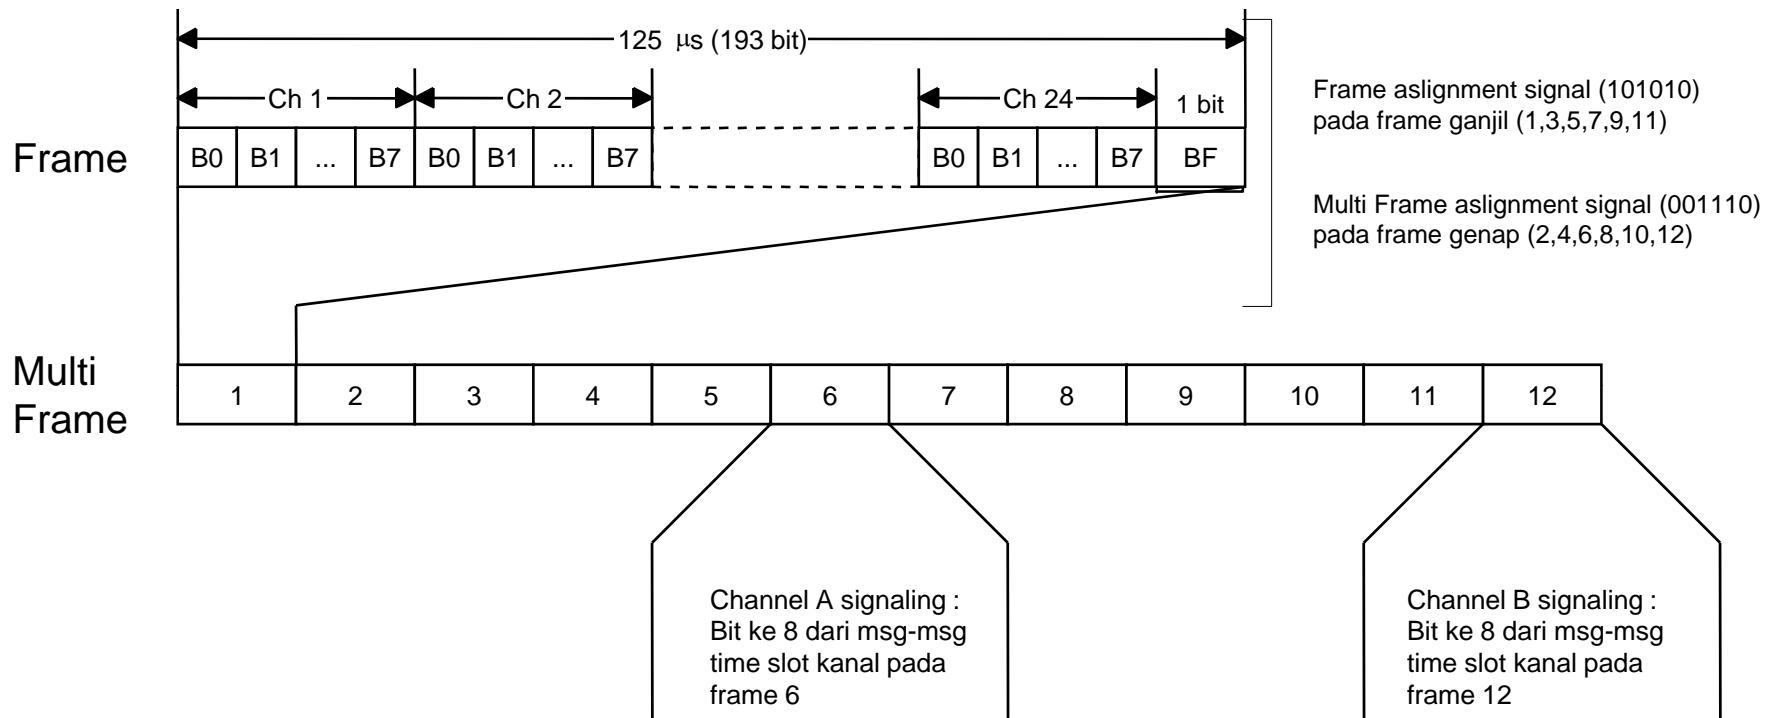 125 μs (193 bit)
Ch 1
Ch 2
Ch 24
1 bit
Frame
B0 B1 ... B7 B0 B1 ... B7 B0 B1 ... B7 BF
Frame aslignment signal (101010)
pada frame ganjil (1,3,5,7,9,11)
Multi Frame aslignment signal (001110)
pada frame genap (2,4,6,8,10,12)
Multi
Frame
1 2 3 4 5 6 7 8 9 10 11 12
Channel A signaling :
Bit ke 8 dari msg-msg
time slot kanal pada
frame 6
Channel B signaling :
Bit ke 8 dari msg-msg
time slot kanal pada
frame 12